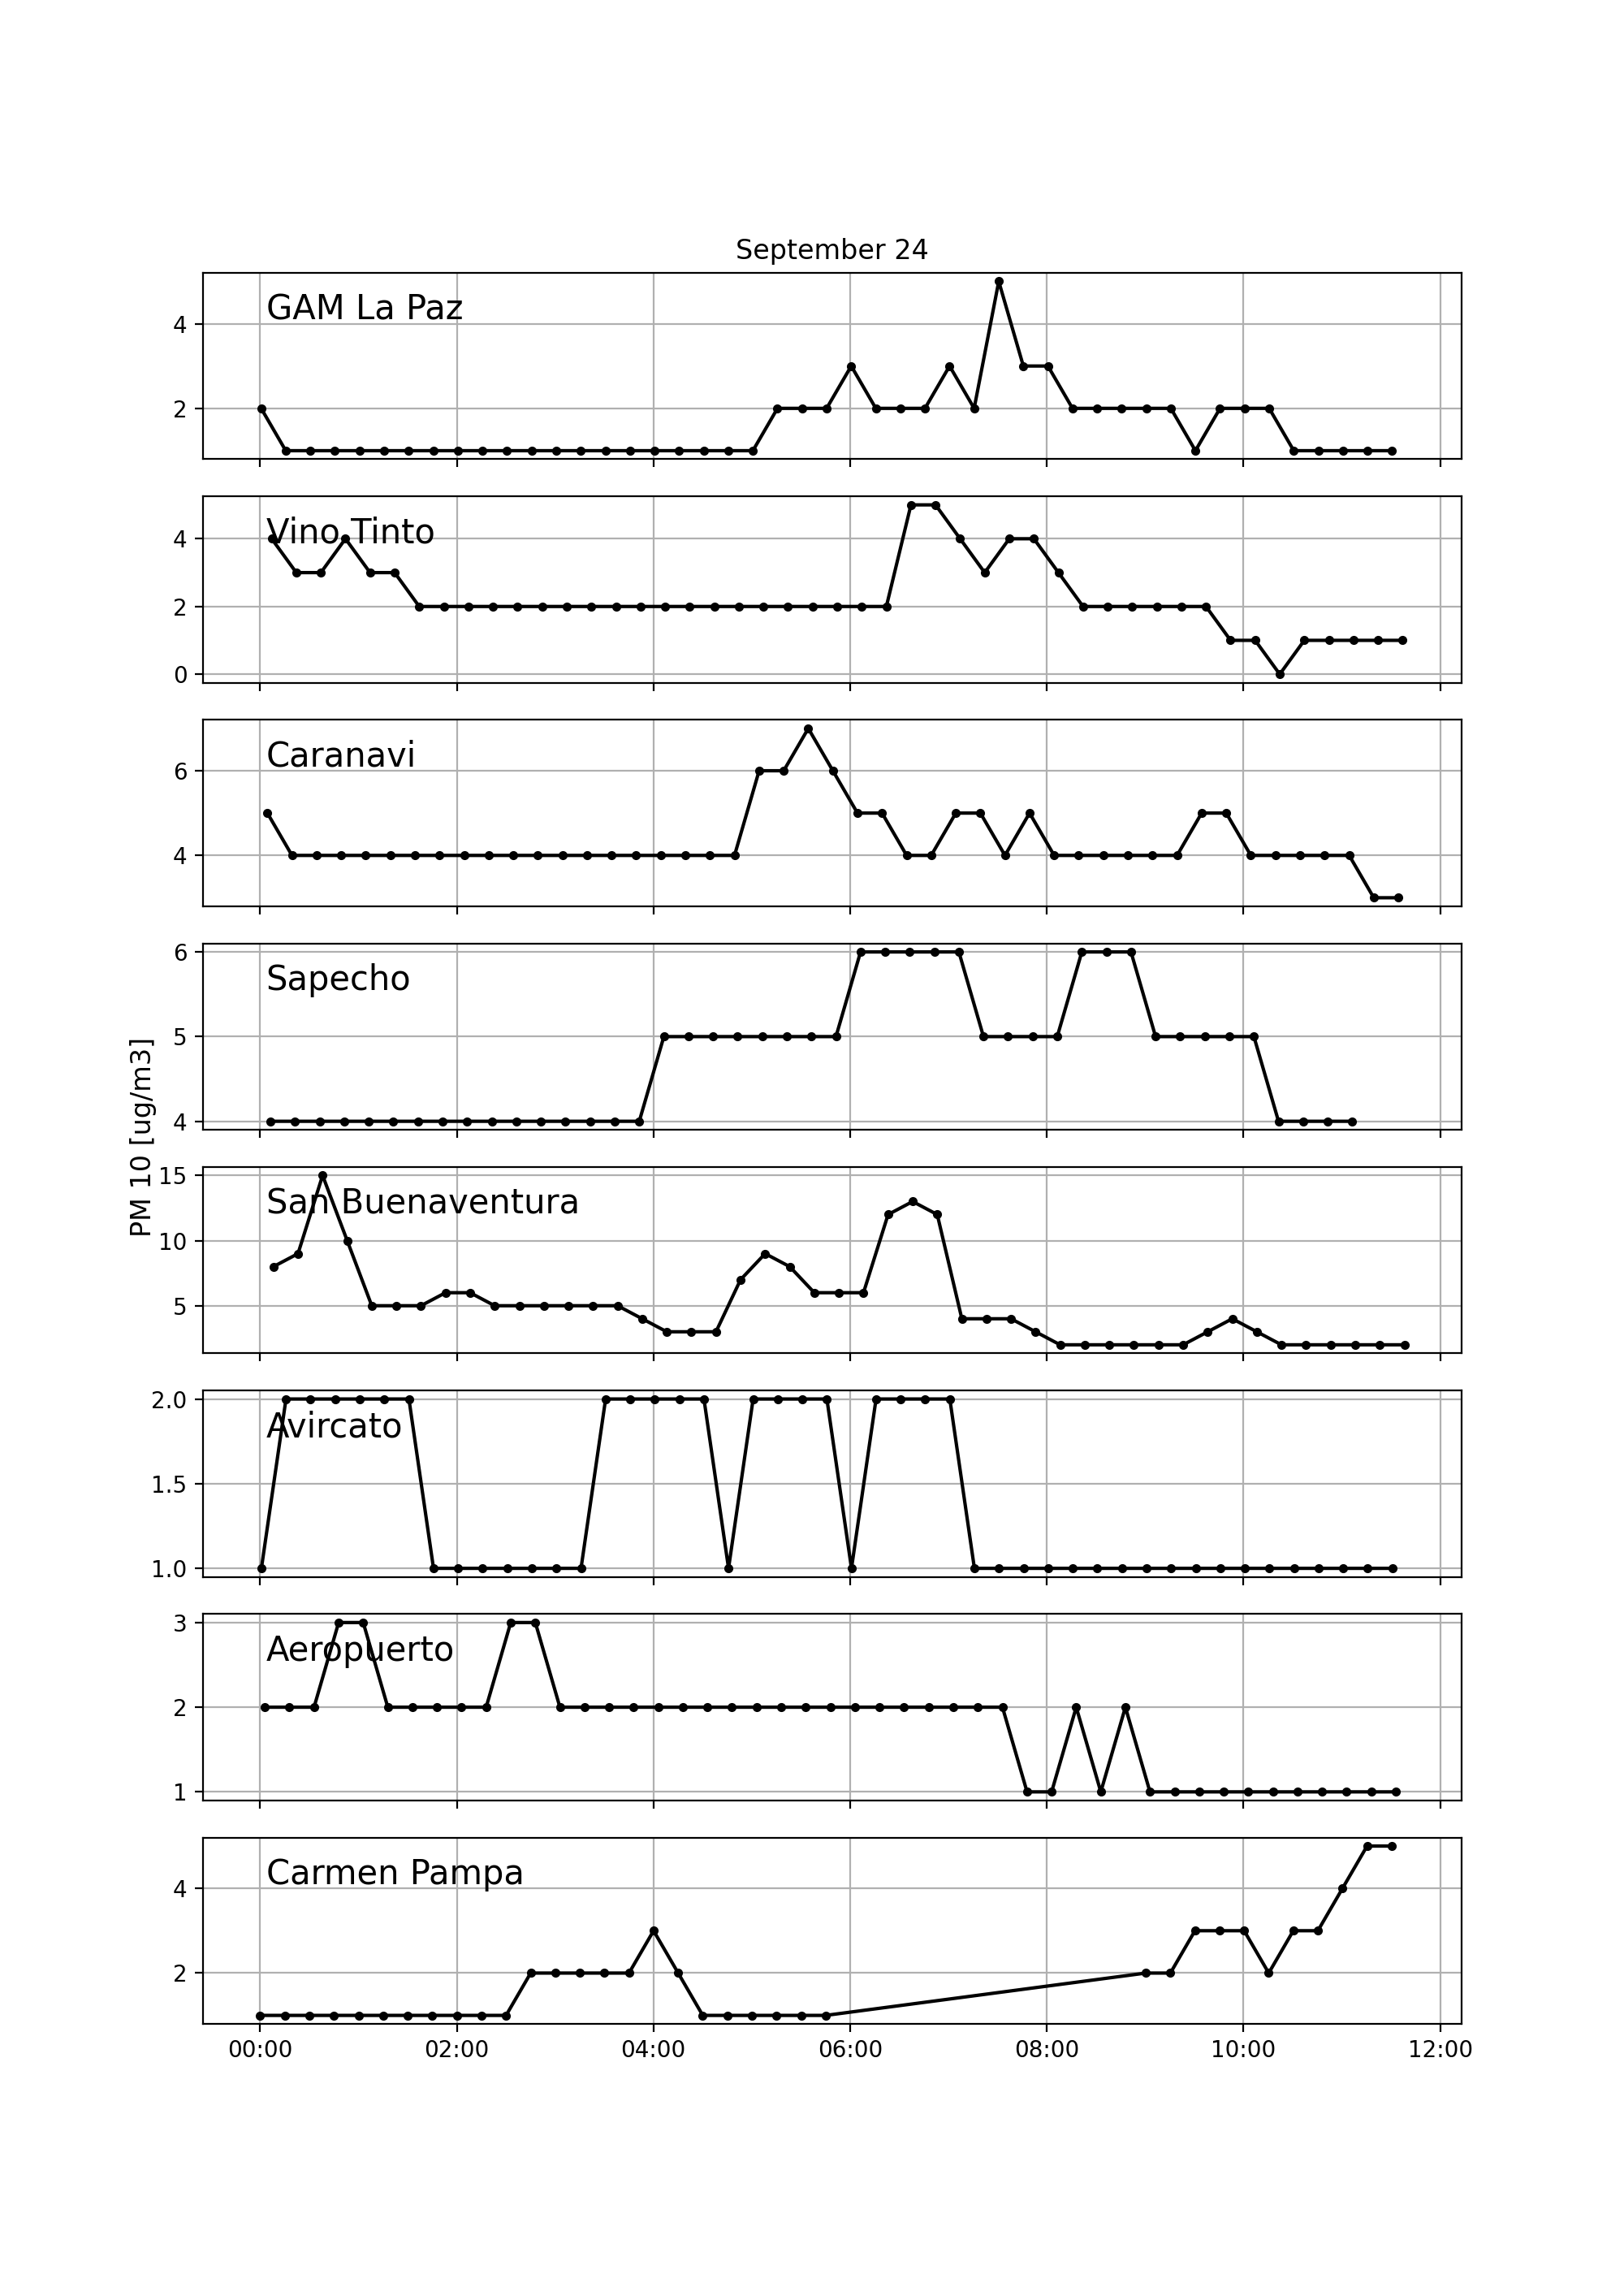 September 24
PM 10 [ug/m3]
GAM La Paz
4
2
Vino Tinto
4
2
0
Caranavi
6
4
Sapecho
6
5
4
San Buenaventura
15
10
5
Avircato
2.0
1.5
1.0
Aeropuerto
3
2
1
Carmen Pampa
4
2
00:00 02:00 04:00 06:00 08:00 10:00 12:00